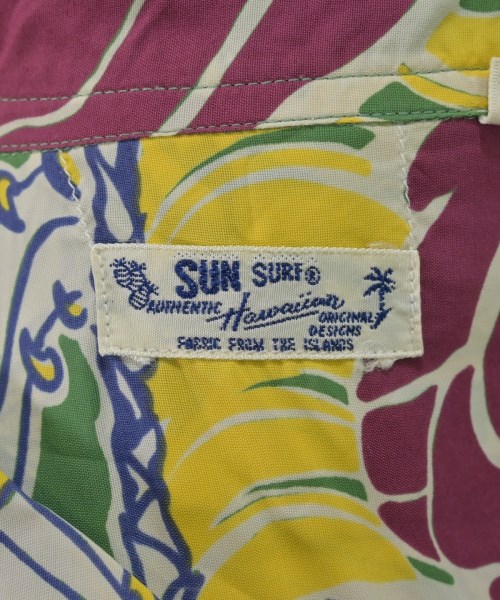 SUN SURF®
AUTHENTIC Hawaiian ORIGINAL
DESIGNS
FABRIC FROM THE ISLANDS